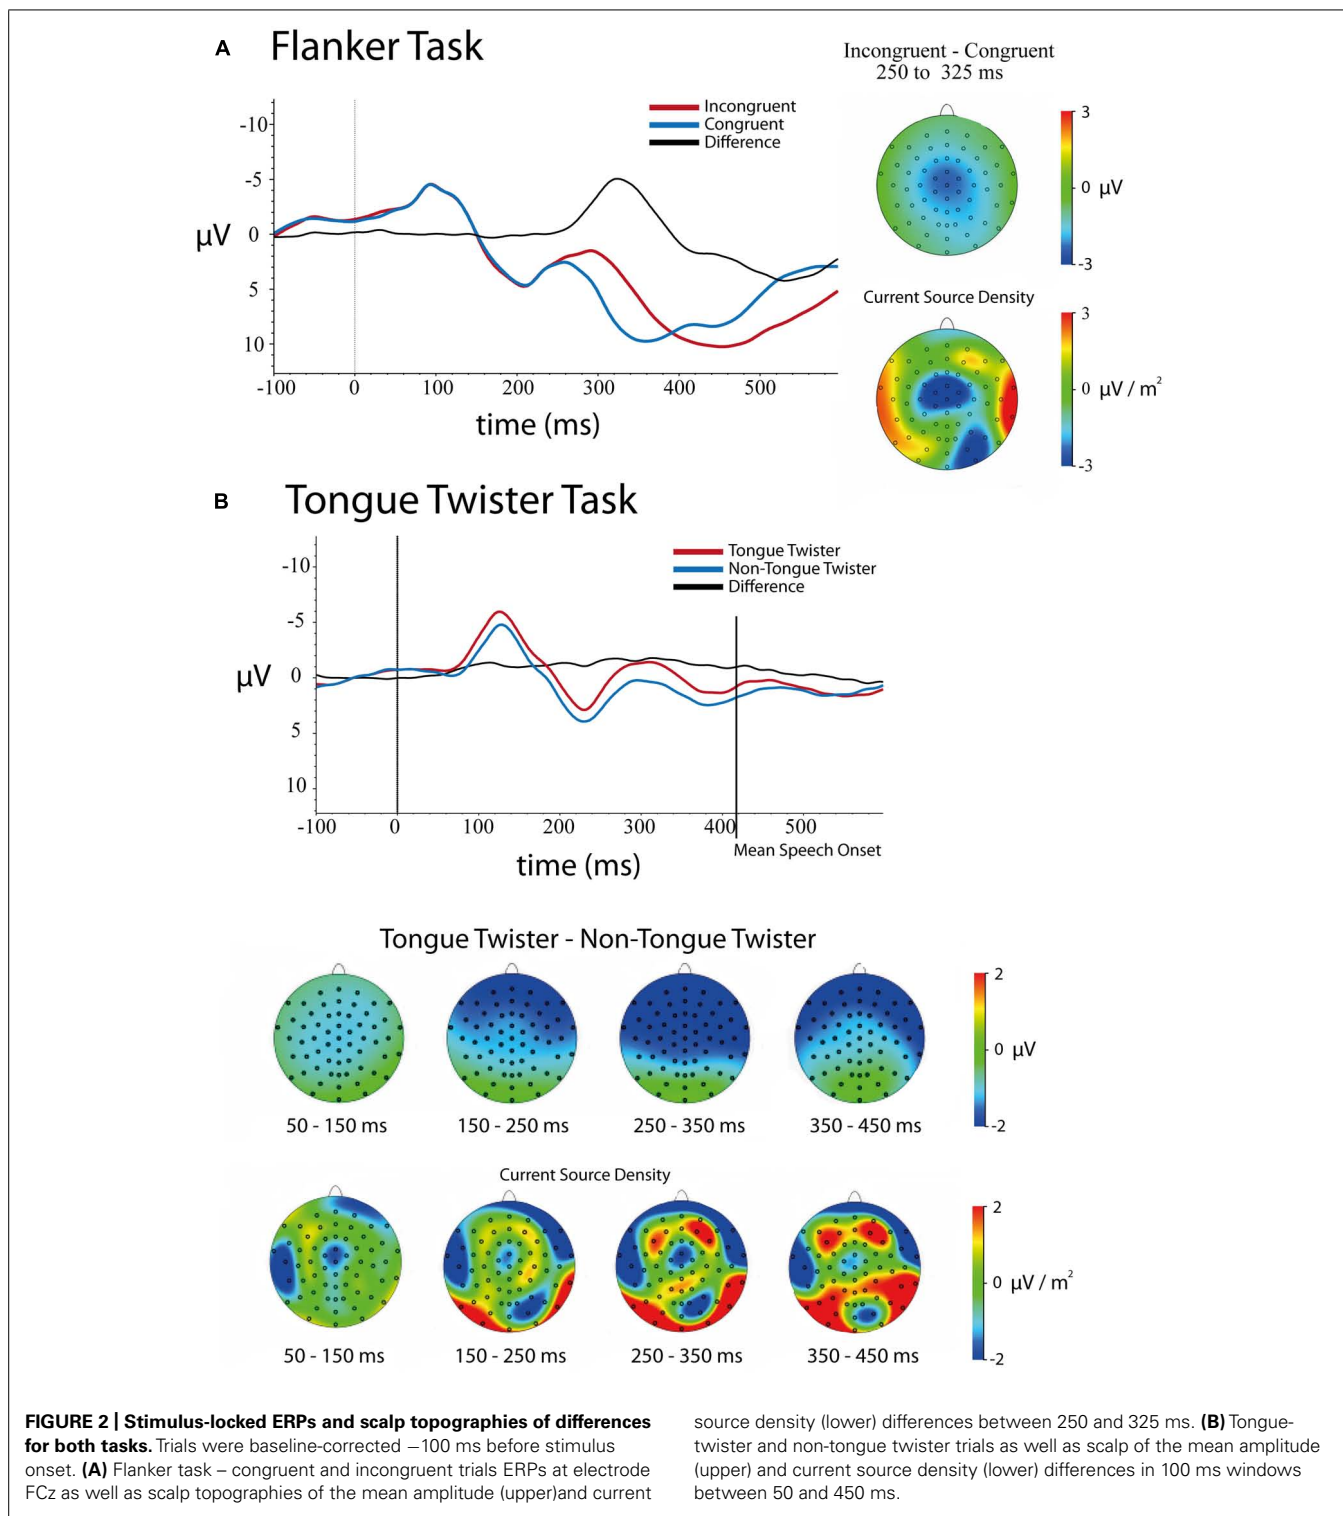 A Flanker Task
Incongruent - Congruent
250 to 325 ms
Incongruent
Congruent
Difference
-10
-5
0
5
10
µV
-100 0 100 200 300 400 500
time (ms)
3
0 µV
-3
Current Source Density
3
0 µV / m²
-3
B Tongue Twister Task
Tongue Twister
Non-Tongue Twister
Difference
-10
-5
0
5
10
µV
-100 0 100 200 300 400 500
Mean Speech Onset
time (ms)
Tongue Twister - Non-Tongue Twister
2
0 µV
-2
50 - 150 ms 150 - 250 ms 250 - 350 ms 350 - 450 ms
Current Source Density
2
0 µV / m²
-2
50 - 150 ms 150 - 250 ms 250 - 350 ms 350 - 450 ms
FIGURE 2 | Stimulus-locked ERPs and scalp topographies of differences
for both tasks. Trials were baseline-corrected −100 ms before stimulus
onset. (A) Flanker task – congruent and incongruent trials ERPs at electrode
FCz as well as scalp topographies of the mean amplitude (upper)and current
source density (lower) differences between 250 and 325 ms. (B) Tongue-
twister and non-tongue twister trials as well as scalp of the mean amplitude
(upper) and current source density (lower) differences in 100 ms windows
between 50 and 450 ms.